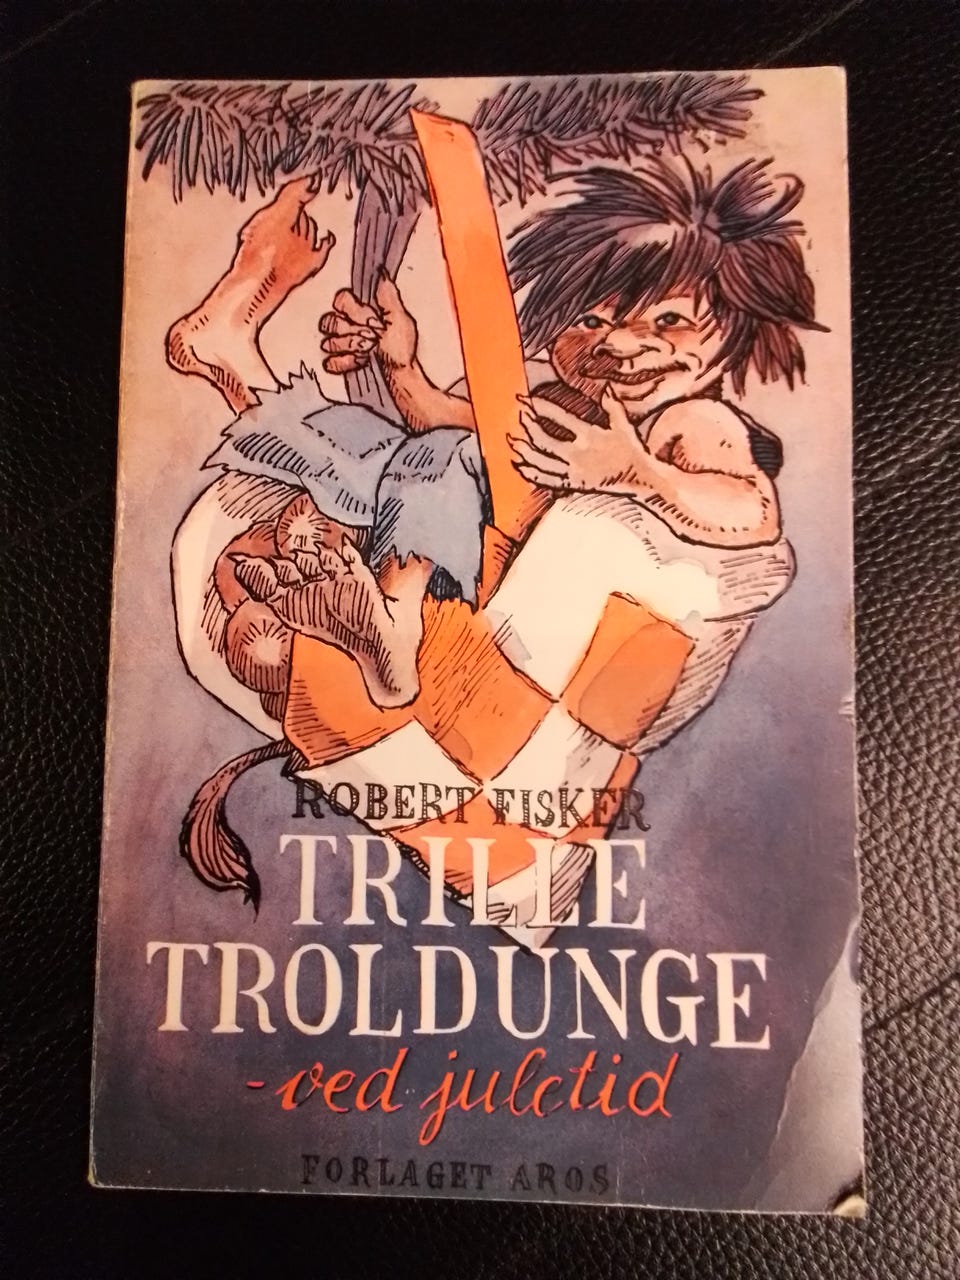 ROBERT FISKER
TRILLE
TROLDUNGE
- ved juletid
FORLAGET AROS